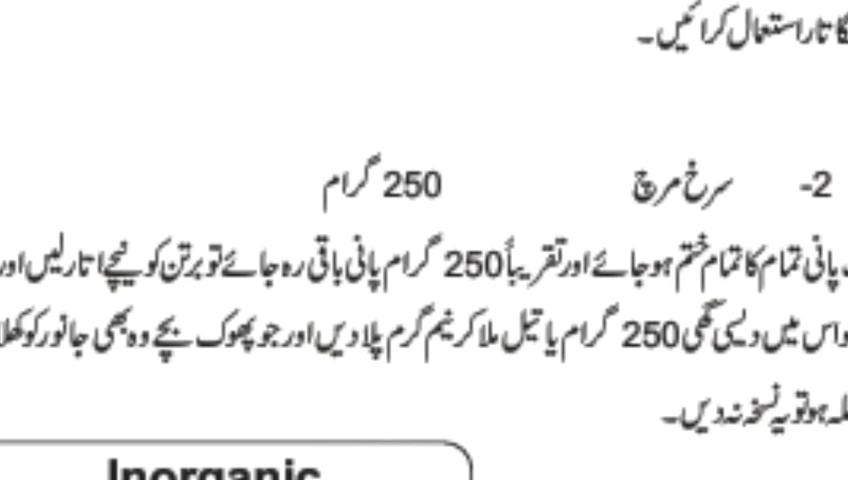 تار استعمال کرائیں۔
2- سرخ مرچ 250 گرام
پانی تمام کا تمام ختم ہو جائے اور تقریباً 250 گرام پانی باقی رہ جائے تو برتن کو نیچے اتار لیں اور
اس میں دیسی گھی 250 گرام یا تیل ملا کر نیم گرم پلا دیں اور جو پھوک بچے وہ بھی جانور کو کھلا
ہو تو یہ نسخہ نہ دیں۔
Inorganic